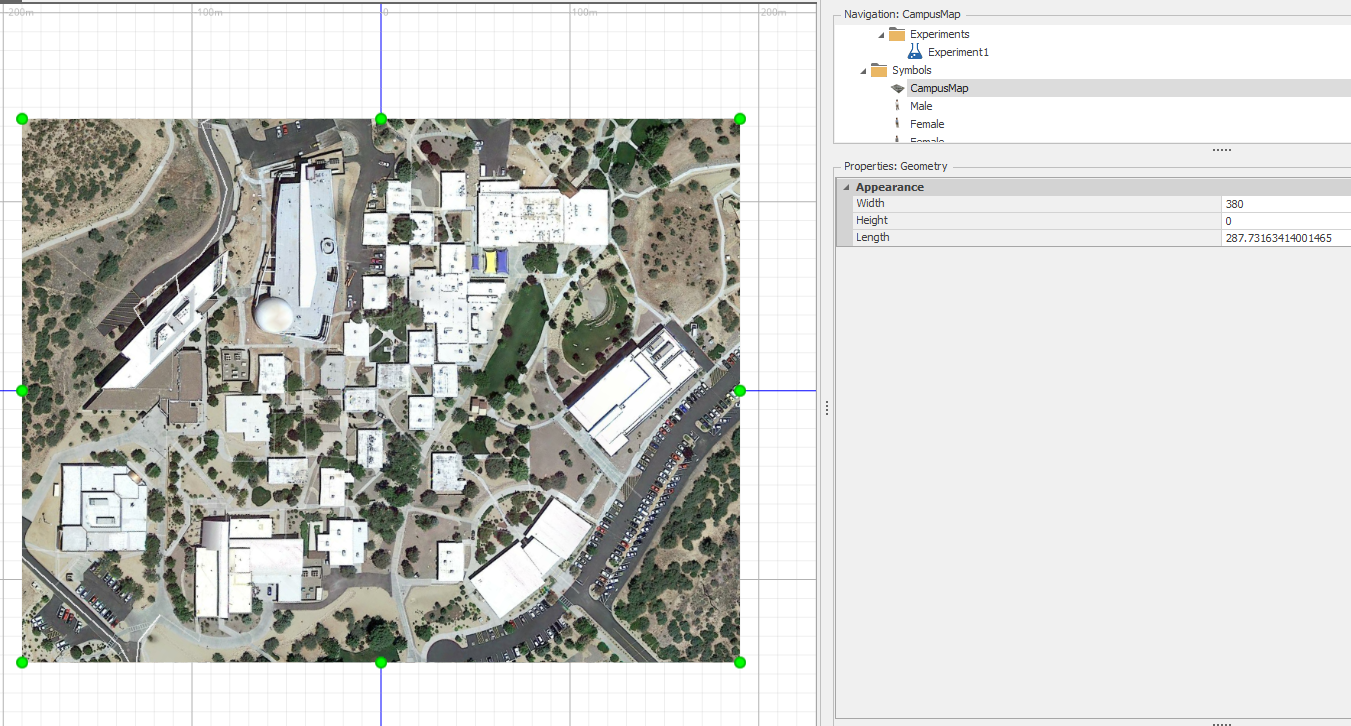 -200m
-100m
0
100m
200m
Navigation: CampusMap
Experiments
Experiment1
Symbols
CampusMap
Male
Female
Female
Properties: Geometry
Appearance
Width 380
Height 0
Length 287.73163414001465